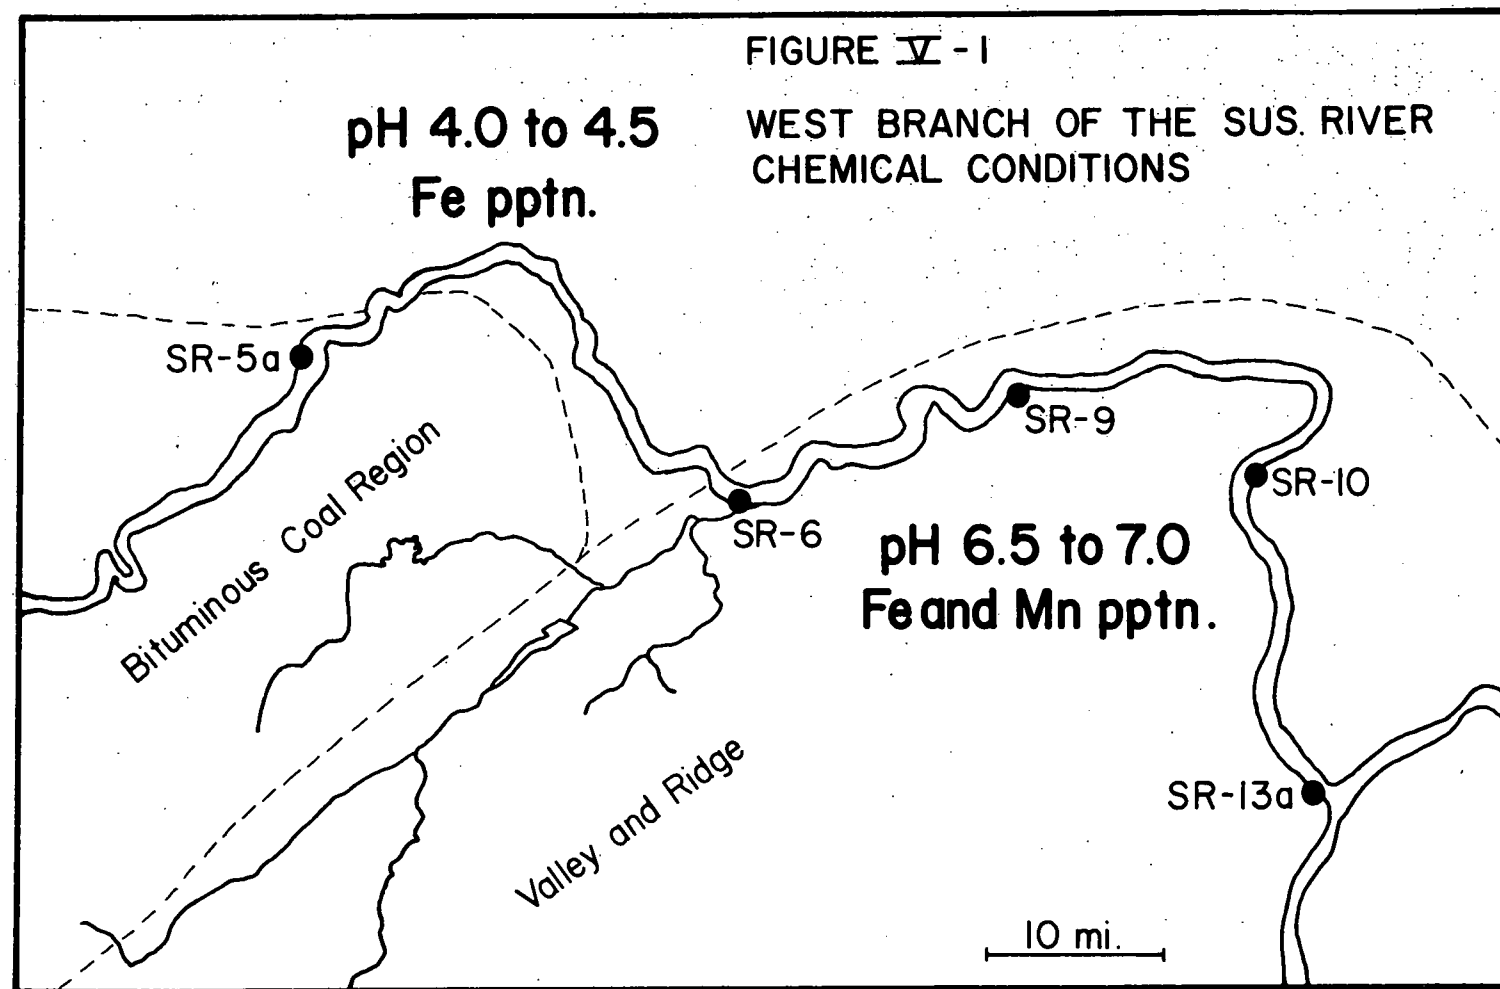 FIGURE V - 1
WEST BRANCH OF THE SUS. RIVER
CHEMICAL CONDITIONS
pH 4.0 to 4.5
Fe pptn.
SR-5a
SR-9
SR-10
SR-6
Bituminous Coal Region
pH 6.5 to 7.0
Fe and Mn pptn.
Valley and Ridge
SR-13a
10 mi.